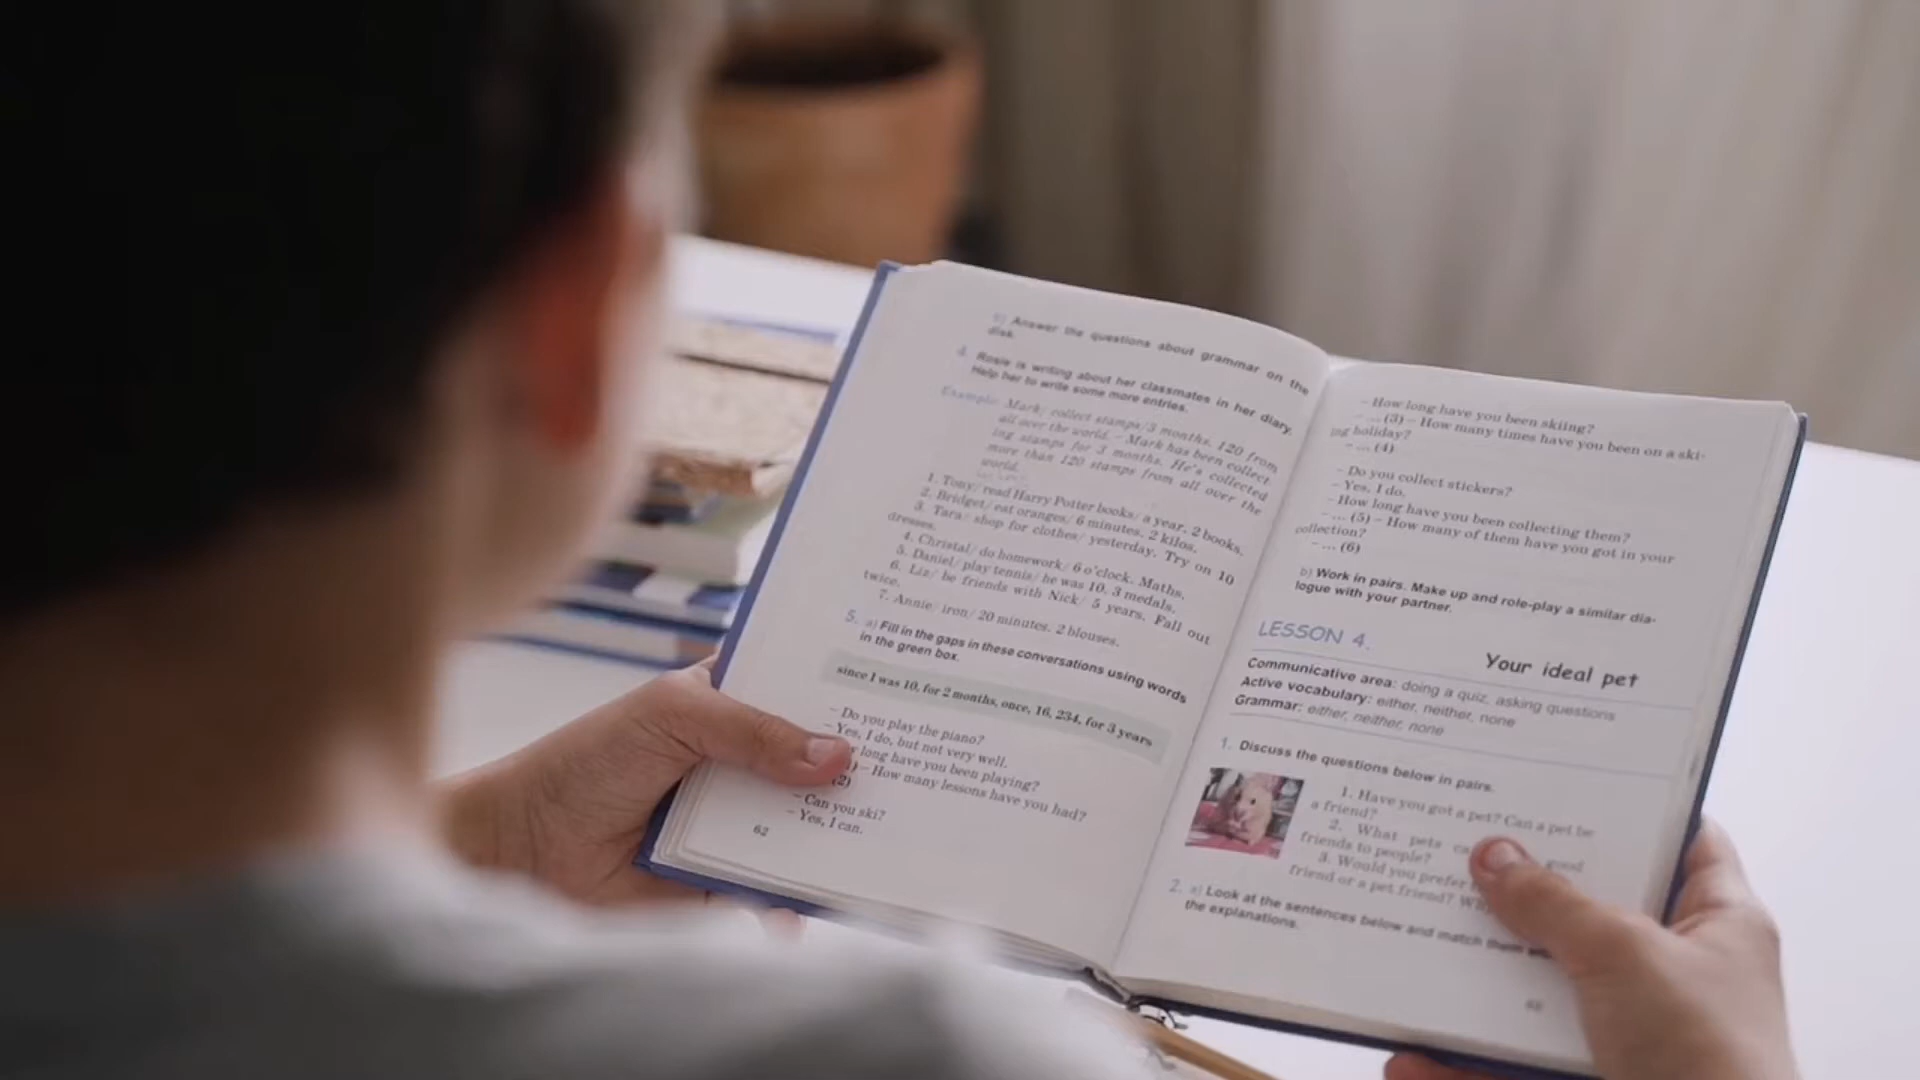 b) Answer the questions about grammar on the
disk.
4. Rosie is writing about her classmates in her diary.
Help her to write some more entries.
Example: Mark/ collect stamps/3 months. 120 from
all over the world. – Mark has been collect-
ing stamps for 3 months. He's collected
more than 120 stamps from all over the
world.
1. Tony/ read Harry Potter books/ a year. 2 books.
2. Bridget/ eat oranges/ 6 minutes. 2 kilos.
3. Tara/ shop for clothes/ yesterday. Try on 10
dresses.
4. Christal/ do homework/ 6 o'clock. Maths.
5. Daniel/ play tennis/ he was 10. 3 medals.
6. Liz/ be friends with Nick/ 5 years. Fall out
twice.
7. Annie/ iron/ 20 minutes. 2 blouses.
5. a) Fill in the gaps in these conversations using words
in the green box.
since I was 10, for 2 months, once, 16, 234, for 3 years
– Do you play the piano?
– Yes, I do, but not very well.
long have you been playing?
– How many lessons have you had?
(2)
– Can you ski?
– Yes, I can.
62
– How long have you been skiing?
– ... (3) – How many times have you been on a ski-
ing holiday?
– ... (4)
– Do you collect stickers?
– Yes, I do.
– How long have you been collecting them?
– ... (5) – How many of them have you got in your
collection?
– ... (6)
b) Work in pairs. Make up and role-play a similar dia-
logue with your partner.
LESSON 4.
Your ideal pet
Communicative area: doing a quiz, asking questions
Active vocabulary: either, neither, none
Grammar: either, neither, none
1. Discuss the questions below in pairs.
1. Have you got a pet? Can a pet be
a friend?
2. What pets good
friends to people?
3. Would you prefer
friend or a pet friend?
2. a) Look at the sentences below and match them
the explanations.